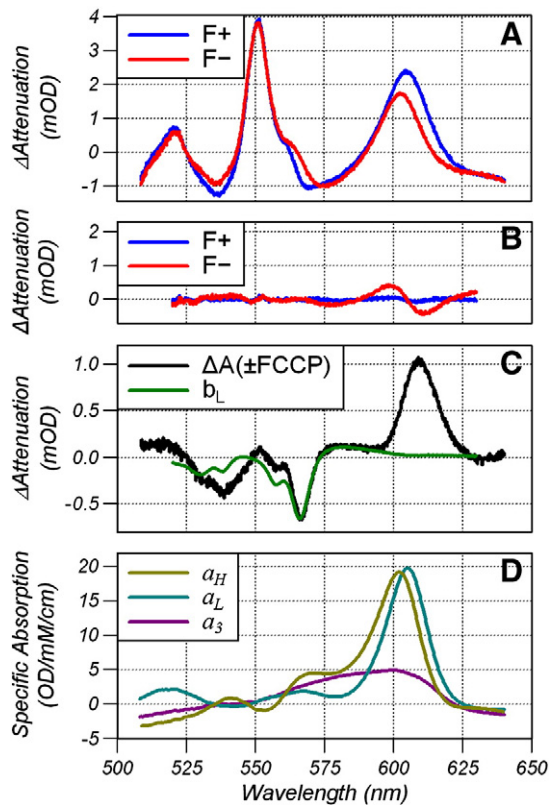 4
3
2
1
0
-1
ΔAttenuation
(mOD)
F+
F−
A
2
1
0
ΔAttenuation
(mOD)
F+
F−
B
1.0
0.5
0.0
-0.5
ΔAttenuation
(mOD)
ΔA(±FCCP)
bL
C
20
15
10
5
0
-5
Specific Absorption
(OD/mM/cm)
aH
aL
a3
D
500 525 550 575 600 625 650
Wavelength (nm)